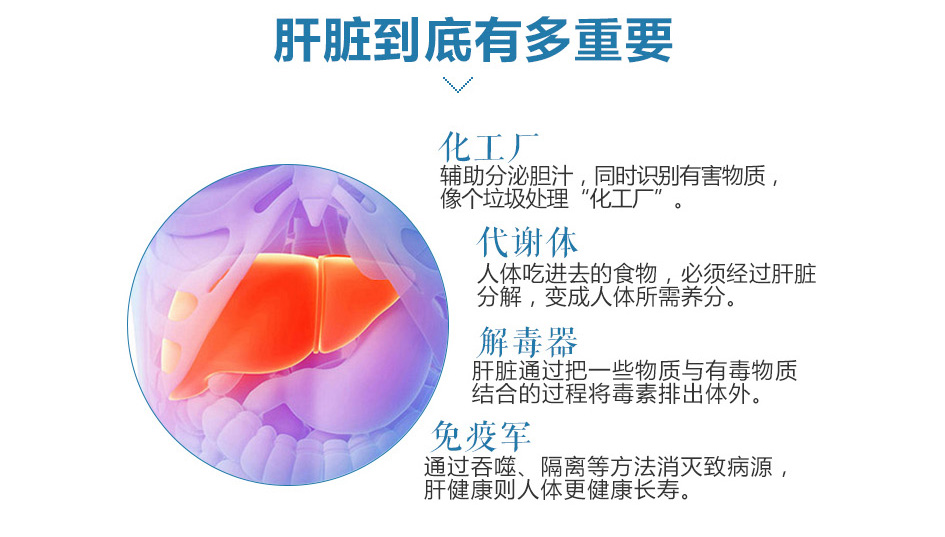 肝脏到底有多重要
化工厂
辅助分泌胆汁，同时识别有害物质，
像个垃圾处理“化工厂”。
代谢体
人体吃进去的食物，必须经过肝脏
分解，变成人体所需养分。
解毒器
肝脏通过把一些物质与有毒物质
结合的过程将毒素排出体外。
免疫军
通过吞噬、隔离等方法消灭致病源，
肝健康则人体更健康长寿。